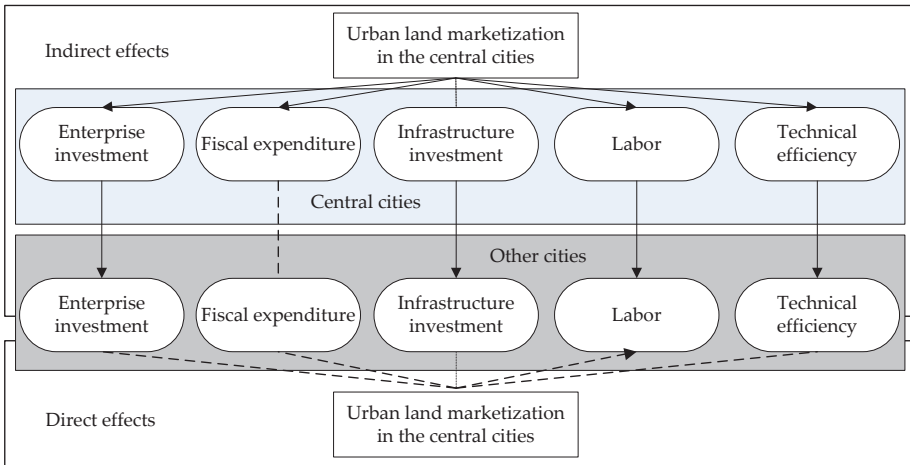 Indirect effects
Urban land marketization
in the central cities
Enterprise
investment
Fiscal expenditure
Infrastructure
investment
Labor
Technical
efficiency
Central cities
Other cities
Enterprise
investment
Fiscal expenditure
Infrastructure
investment
Labor
Technical
efficiency
Direct effects
Urban land marketization
in the central cities